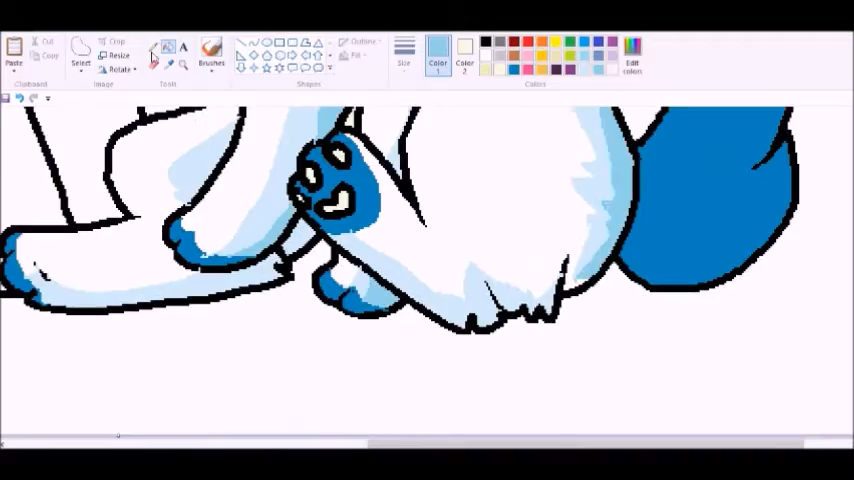 Paste
Cut
Copy
Clipboard
Select
Crop
Resize
Rotate
Image
A
Tools
Brushes
Outline
Fill
Shapes
Size
Color
1
Color
2
Edit
colors
Colors